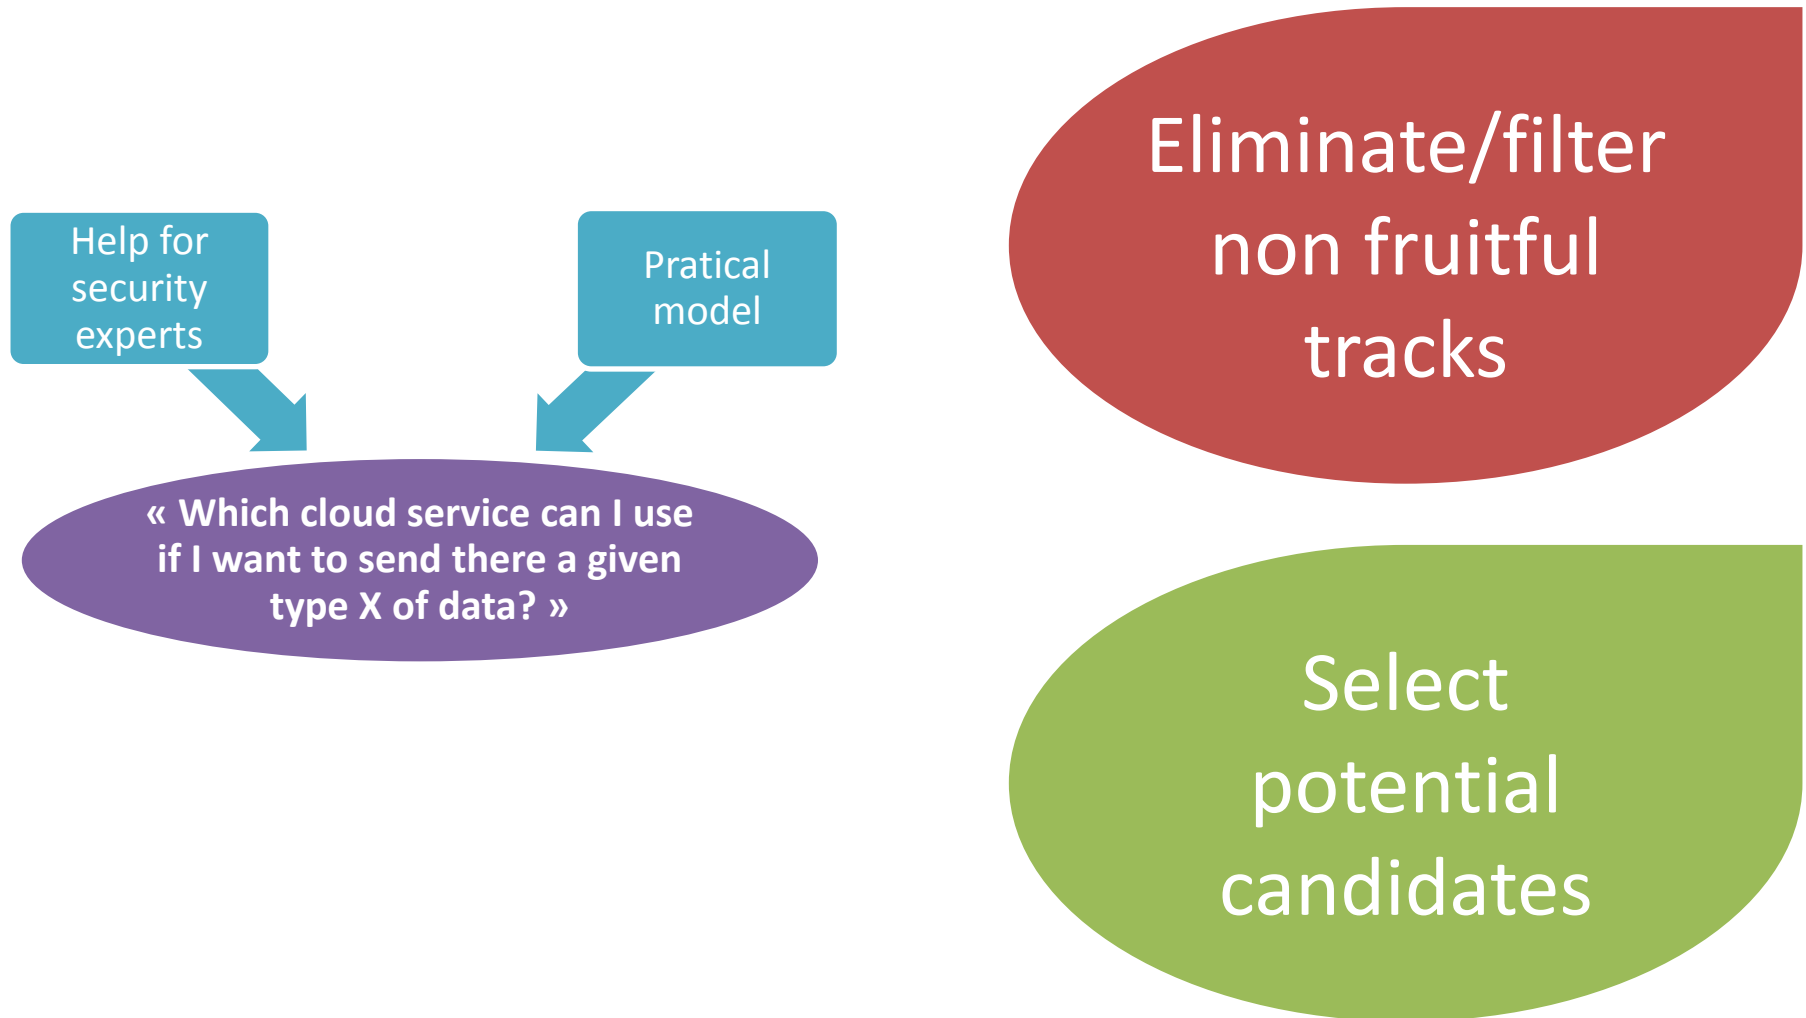 Help for
security
experts
Pratical
model
« Which cloud service can I use
if I want to send there a given
type X of data? »
Eliminate/filter
non fruitful
tracks
Select
potential
candidates